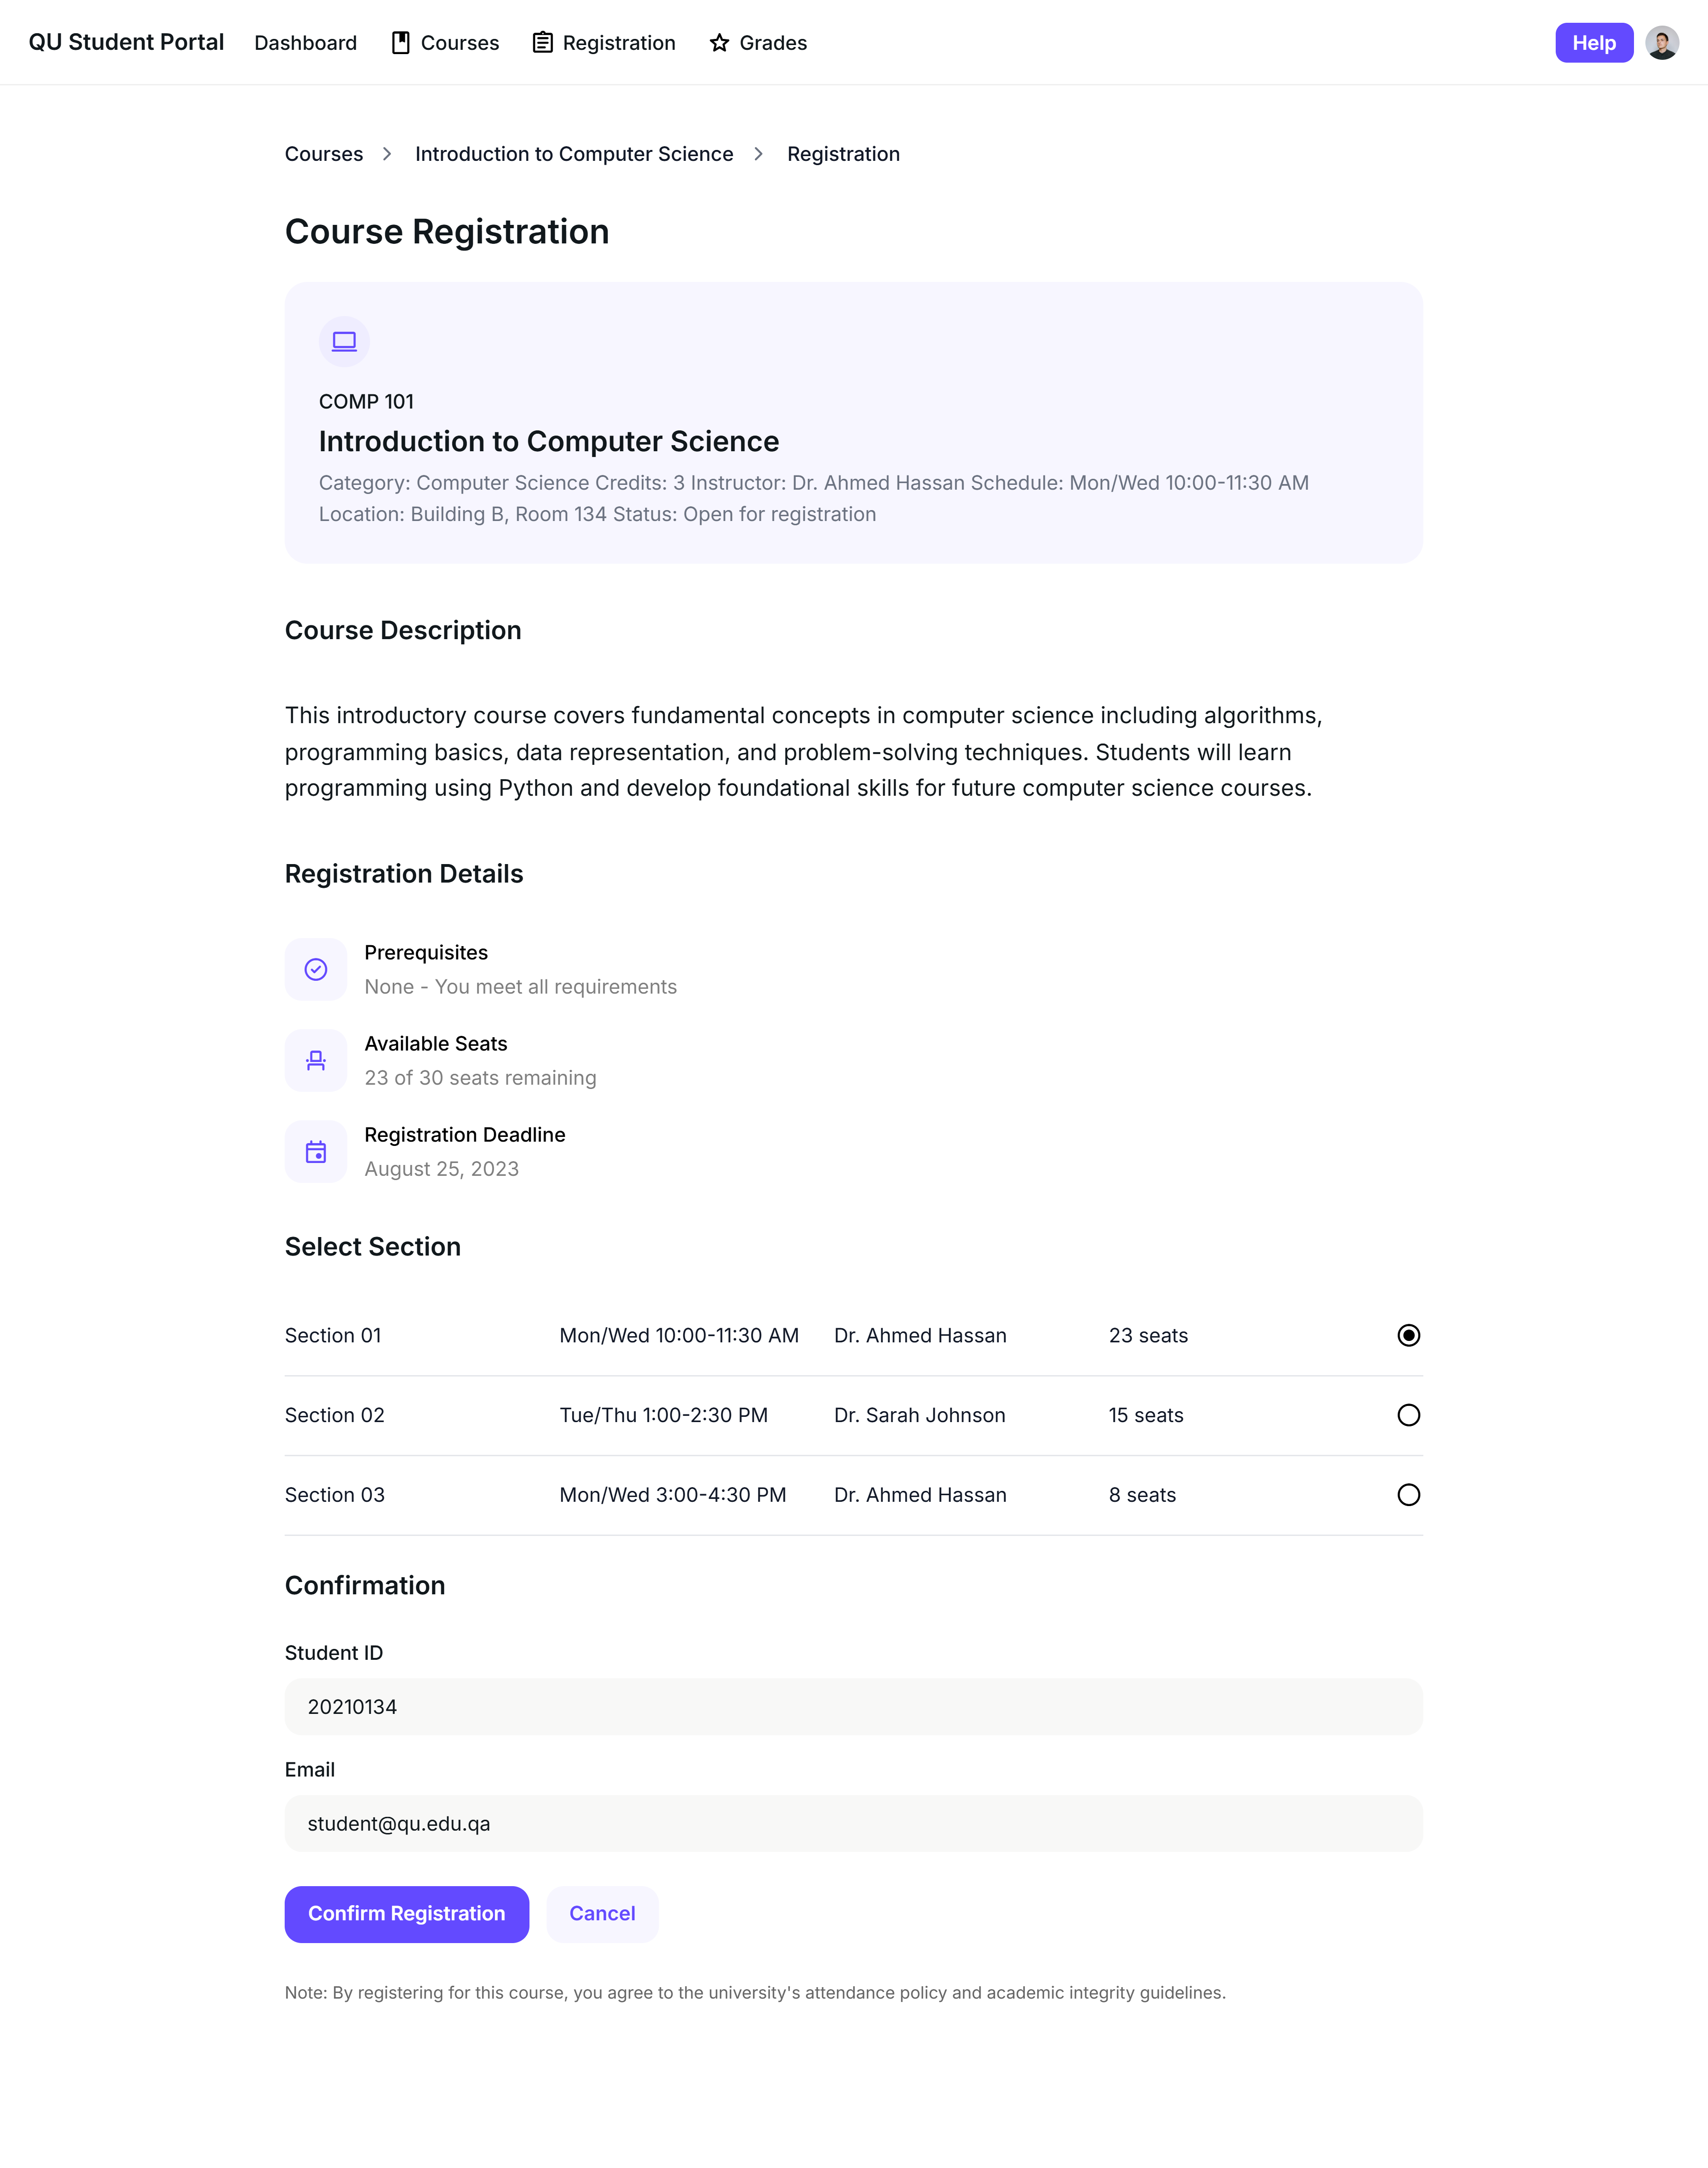 QU Student Portal Dashboard Courses Registration Grades Help
Courses > Introduction to Computer Science > Registration
Course Registration
COMP 101
Introduction to Computer Science
Category: Computer Science Credits: 3 Instructor: Dr. Ahmed Hassan Schedule: Mon/Wed 10:00-11:30 AM
Location: Building B, Room 134 Status: Open for registration
Course Description
This introductory course covers fundamental concepts in computer science including algorithms,
programming basics, data representation, and problem-solving techniques. Students will learn
programming using Python and develop foundational skills for future computer science courses.
Registration Details
Prerequisites
None - You meet all requirements
Available Seats
23 of 30 seats remaining
Registration Deadline
August 25, 2023
Select Section
Section 01 Mon/Wed 10:00-11:30 AM Dr. Ahmed Hassan 23 seats
Section 02 Tue/Thu 1:00-2:30 PM Dr. Sarah Johnson 15 seats
Section 03 Mon/Wed 3:00-4:30 PM Dr. Ahmed Hassan 8 seats
Confirmation
Student ID
20210134
Email
student@qu.edu.qa
Confirm Registration Cancel
Note: By registering for this course, you agree to the university's attendance policy and academic integrity guidelines.